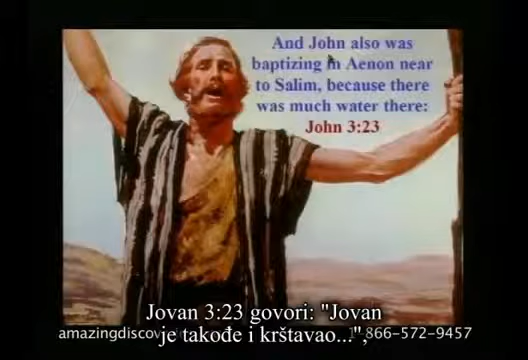 And John also was
baptizing in Aenon near
to Salim, because there
was much water there:
John 3:23
Jovan 3:23 govori: "Jovan
je takođe i krštavao...",
amazingdiscov
866-572-9457